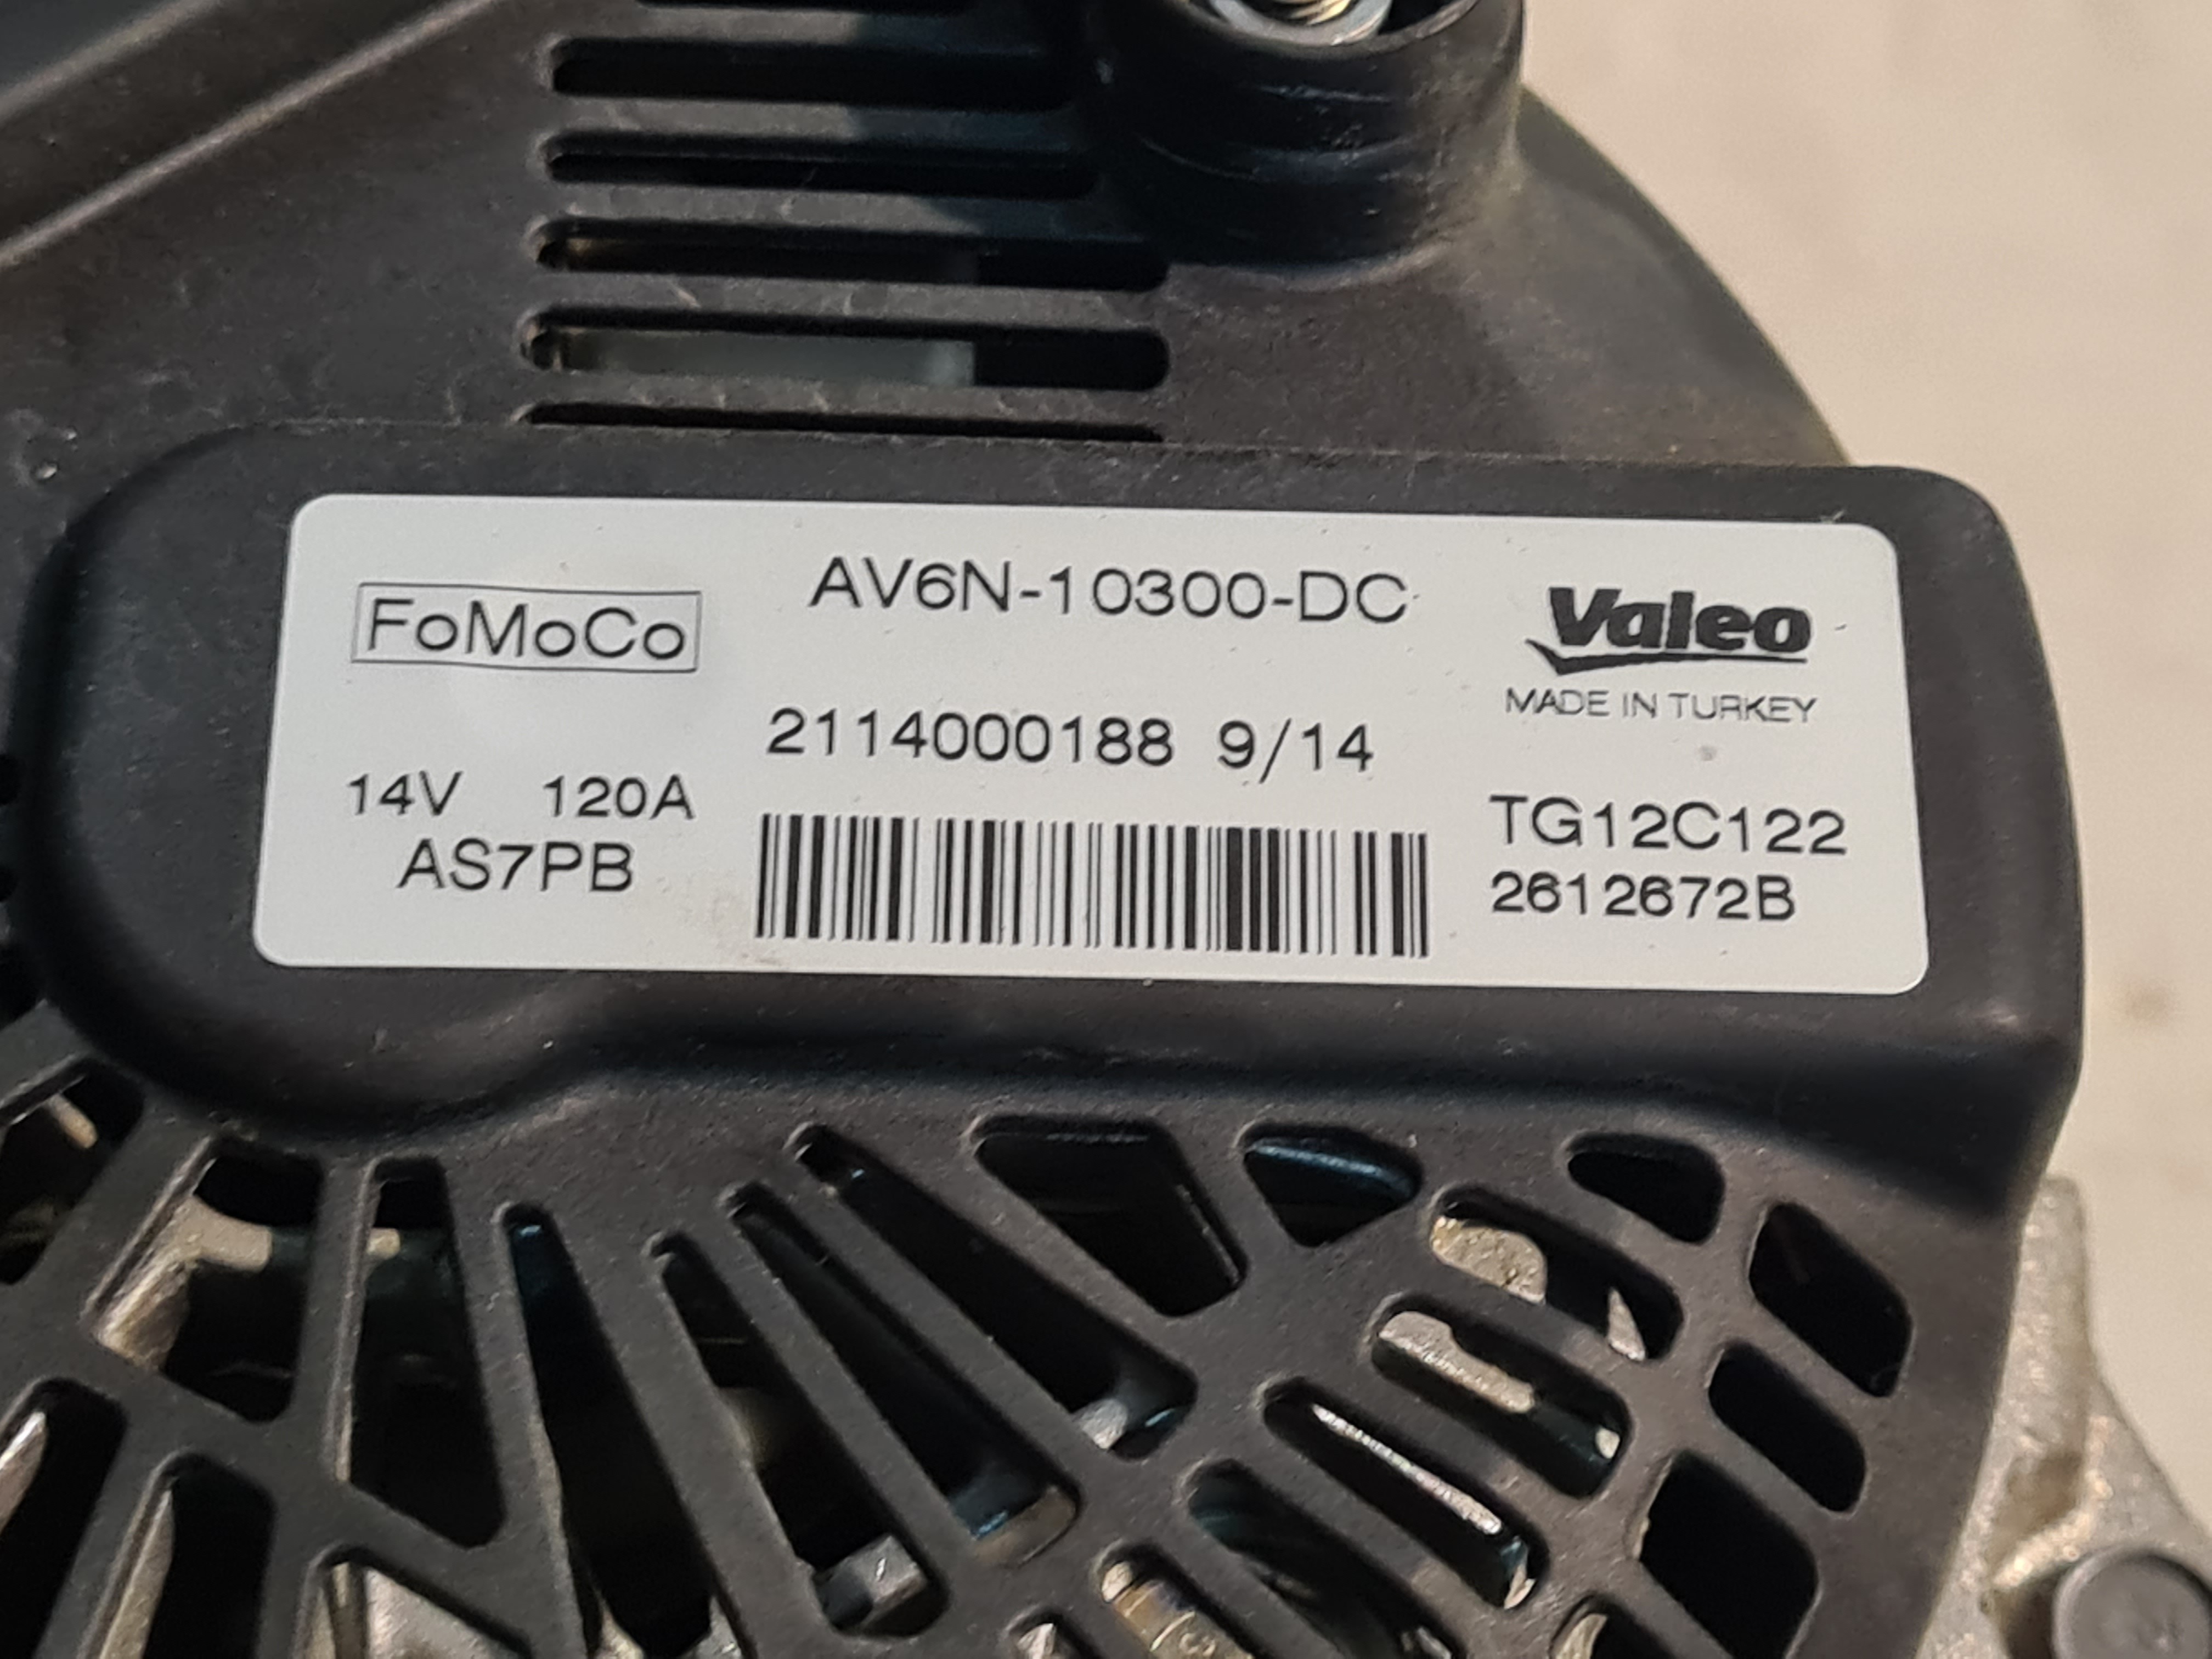 FoMoCo
AV6N-10300-DC
Valeo
MADE IN TURKEY
2114000188 9/14
14V 120A
AS7PB
TG12C122
2612672B